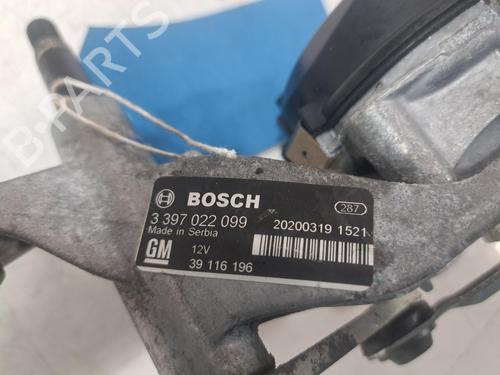 BOSCH
287
3 397 022 099
20200319 1521
Made in Serbia
GM
12V
39 116 196
B-PARTS